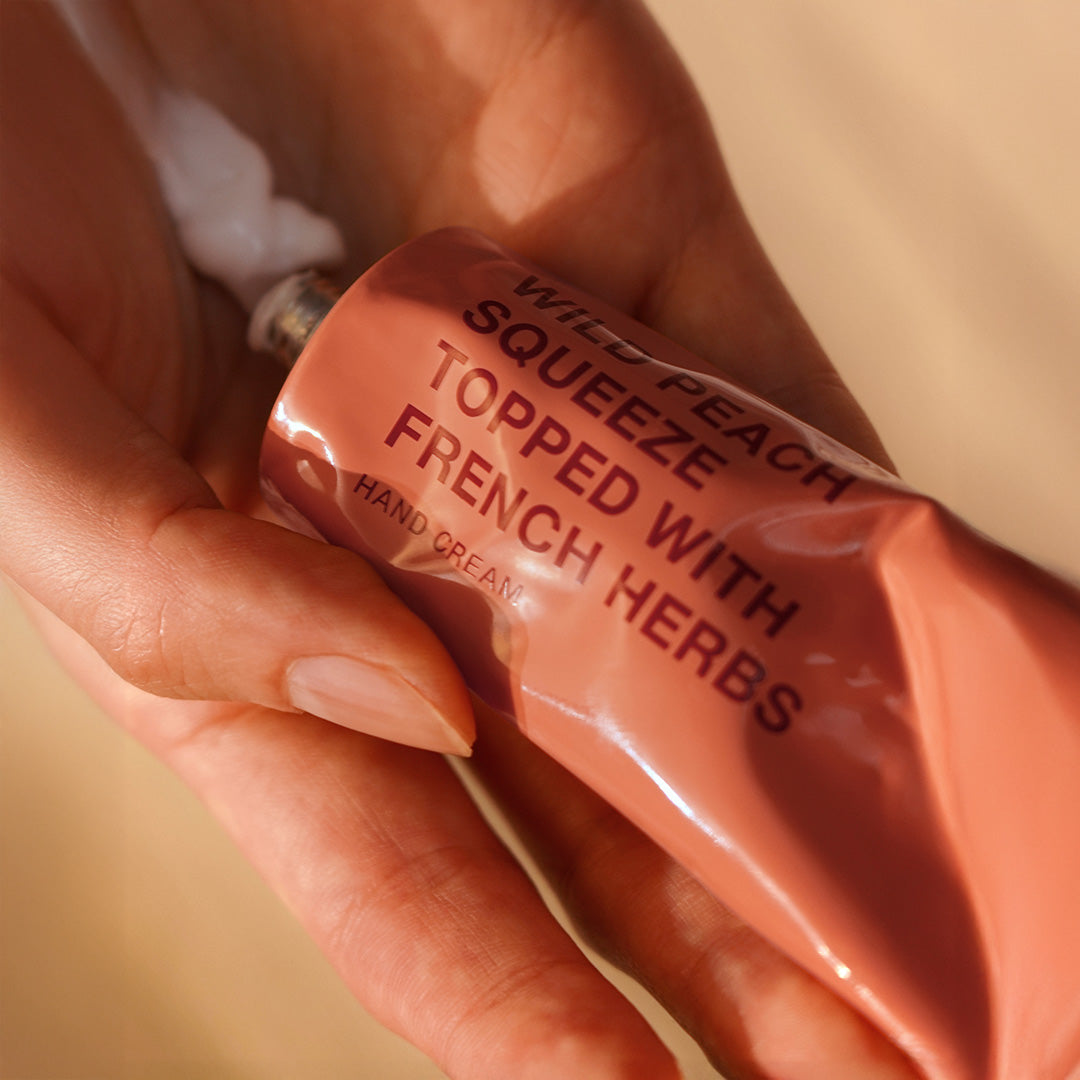 WILD PEACH
SQUEEZE
TOPPED WITH
FRENCH HERBS
HAND CREAM